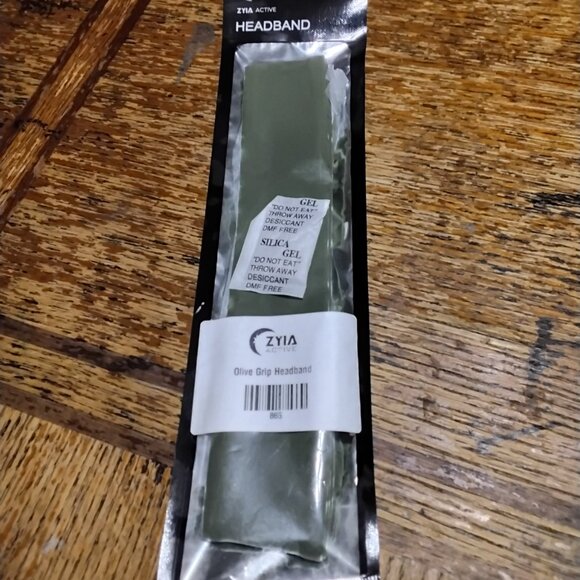 ZYIA ACTIVE
HEADBAND
GEL
"DO NOT EAT"
THROW AWAY
DESICCANT
DMF FREE
SILICA
GEL
"DO NOT EAT"
THROW AWAY
DESICCANT
DMF FREE
ZYIA
ACTIVE
Olive Grip Headband